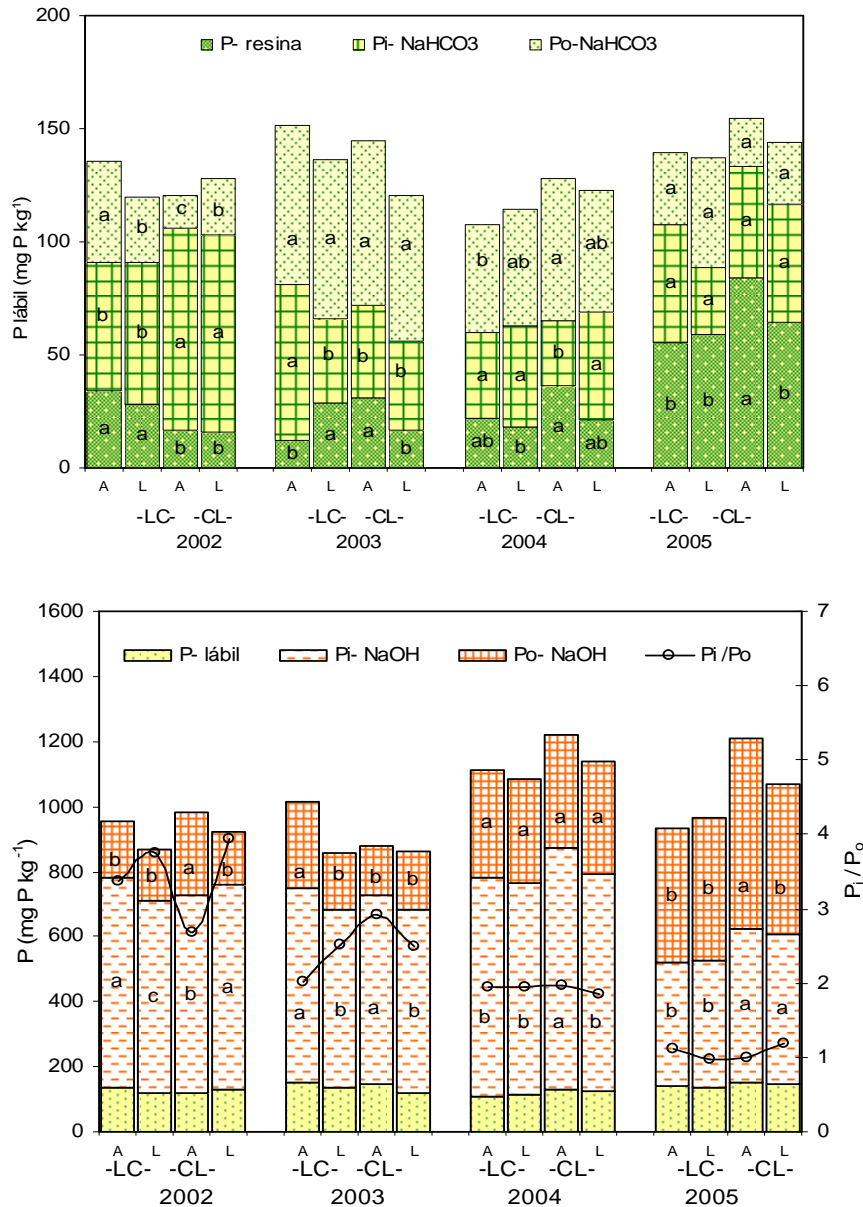 200
P- resina Pi- NaHCO3 Po-NaHCO3
150
a a a a a a
a b c b a a b ab a ab a a
100
b b a a a b b a a a b a a a
50
a a b b b a a b ab b a ab b b a b
0
P lábil (mg P kg⁻¹)
A L A L A L A L A L A L A L A L
-LC- -CL- -LC- -CL- -LC- -CL- -LC- -CL-
2002 2003 2004 2005
1600 7
P- lábil Pi- NaOH Po- NaOH Pi /Po
1400 6
1200 5
1000 4
800 3
600 2
400 1
200 0
0
b b a b a b b b a a a a b b a b
a c b a a b a b b b a b b b a a
P (mg P kg⁻¹)
Pi / Po
A L A L A L A L A L A L A L A L
-LC- -CL- -LC- -CL- -LC- -CL- -LC- -CL-
2002 2003 2004 2005